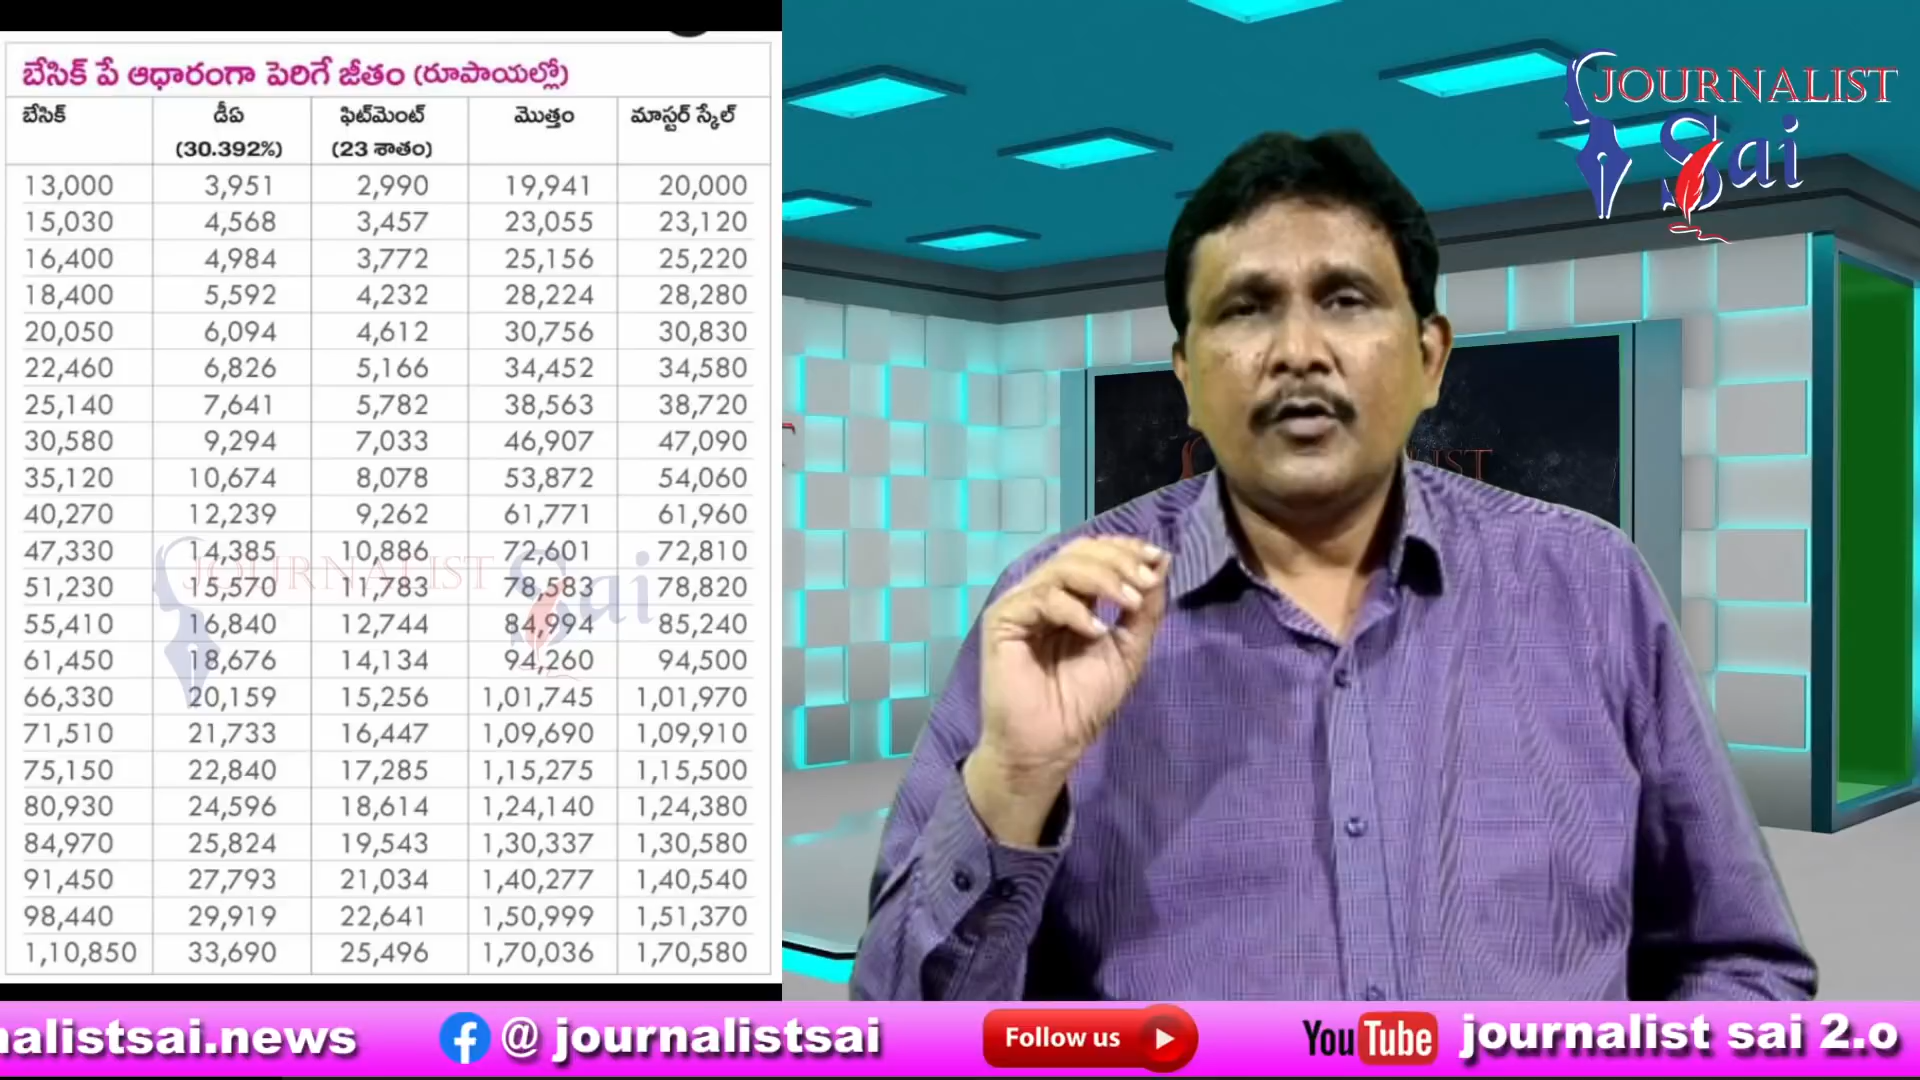 బేసిక్ పే ఆధారంగా పెరిగే జీతం (రూపాయల్లో)
బేసిక్ డీఏ ఫిట్‌మెంట్ మొత్తం మాస్టర్ స్కేల్
(30.392%) (23 శాతం)
13,000 3,951 2,990 19,941 20,000
15,030 4,568 3,457 23,055 23,120
16,400 4,984 3,772 25,156 25,220
18,400 5,592 4,232 28,224 28,280
20,050 6,094 4,612 30,756 30,830
22,460 6,826 5,166 34,452 34,580
25,140 7,641 5,782 38,563 38,720
30,580 9,294 7,033 46,907 47,090
35,120 10,674 8,078 53,872 54,060
40,270 12,239 9,262 61,771 61,960
47,330 14,385 10,886 72,601 72,810
51,230 15,570 11,783 78,583 78,820
55,410 16,840 12,744 84,994 85,240
61,450 18,676 14,134 94,260 94,500
66,330 20,159 15,256 1,01,745 1,01,970
71,510 21,733 16,447 1,09,690 1,09,910
75,150 22,840 17,285 1,15,275 1,15,500
80,930 24,596 18,614 1,24,140 1,24,380
84,970 25,824 19,543 1,30,337 1,30,580
91,450 27,793 21,034 1,40,277 1,40,540
98,440 29,919 22,641 1,50,999 1,51,370
1,10,850 33,690 25,496 1,70,036 1,70,580
JOURNALIST Sai
JOURNALIST
Sai
nalistsai.news @ journalistsai Follow us YouTube journalist sai 2.o